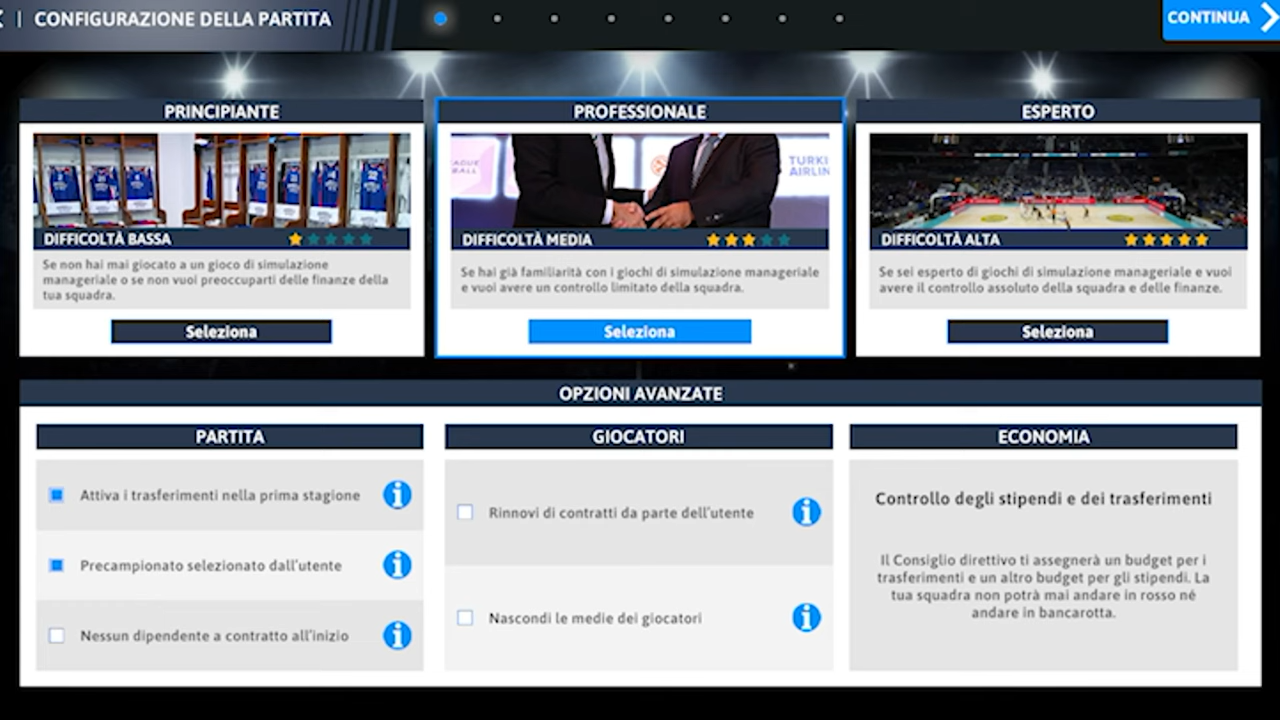 CONFIGURAZIONE DELLA PARTITA
CONTINUA
PRINCIPIANTE
DIFFICOLTÀ BASSA
Se non hai mai giocato a un gioco di simulazione
manageriale o se non vuoi preoccuparti delle finanze della
tua squadra.
Seleziona
PROFESSIONALE
TURKI
AIRLIN
DIFFICOLTÀ MEDIA
Se hai già familiarità con i giochi di simulazione manageriale
e vuoi avere un controllo limitato della squadra.
Seleziona
ESPERTO
DIFFICOLTÀ ALTA
Se sei esperto di giochi di simulazione manageriale e vuoi
avere il controllo assoluto della squadra e delle finanze.
Seleziona
OPZIONI AVANZATE
PARTITA
Attiva i trasferimenti nella prima stagione
Precampionato selezionato dall'utente
Nessun dipendente a contratto all'inizio
GIOCATORI
Rinnovi di contratti da parte dell'utente
Nascondi le medie dei giocatori
ECONOMIA
Controllo degli stipendi e dei trasferimenti
Il Consiglio direttivo ti assegnerà un budget per i
trasferimenti e un altro budget per gli stipendi. La
tua squadra non potrà mai andare in rosso né
andare in bancarotta.